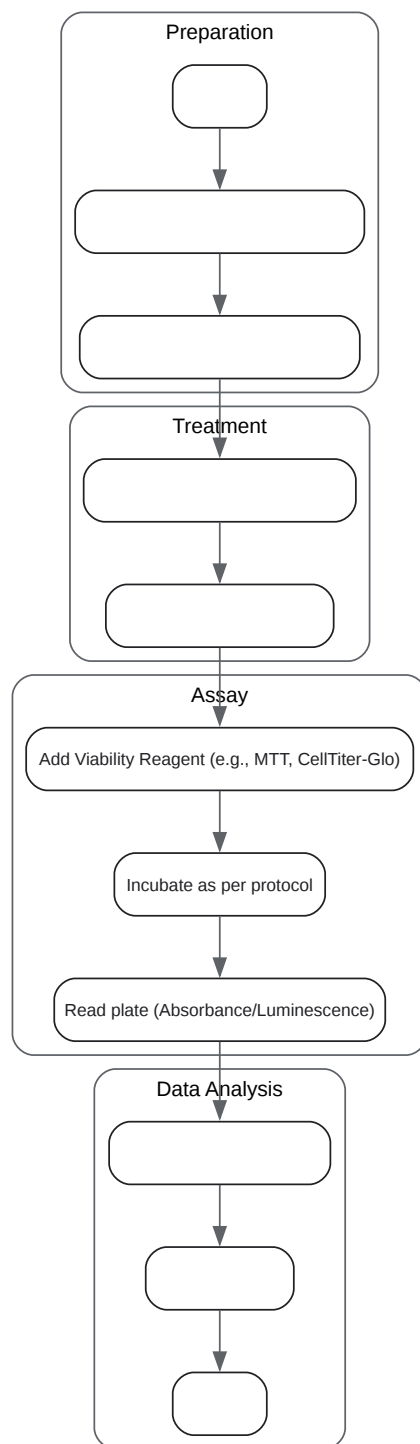 Preparation
Treatment
Assay
Add Viability Reagent (e.g., MTT, CellTiter-Glo)
Incubate as per protocol
Read plate (Absorbance/Luminescence)
Data Analysis